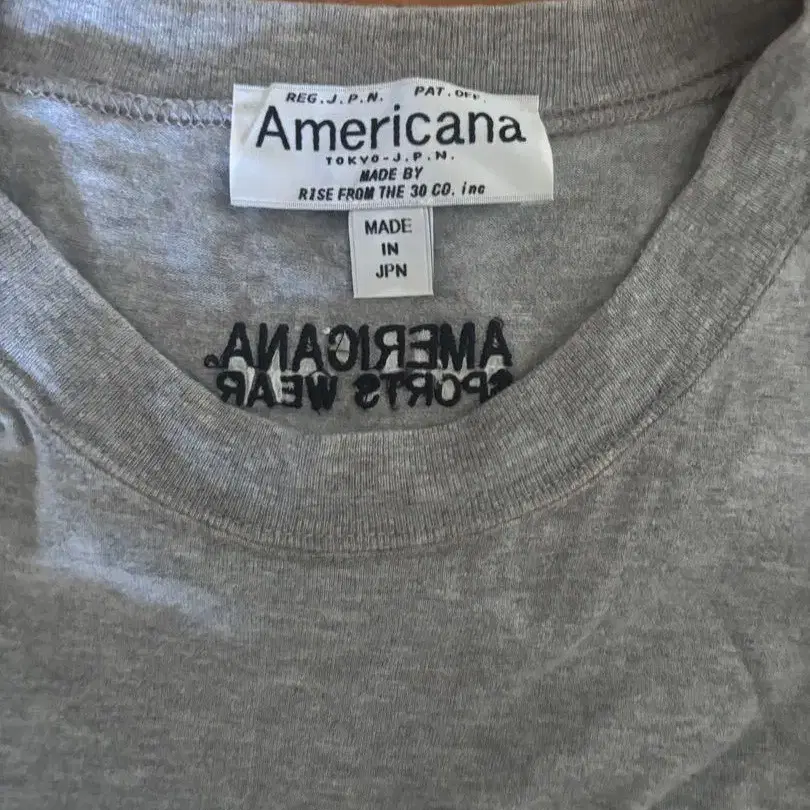 REG.J.P.N. PAT.OFF.
Americana
TOKYO-J.P.N.
MADE BY
RISE FROM THE 30 CO. inc
MADE
IN
JPN
AMERICANA.
SPORTS WEAR